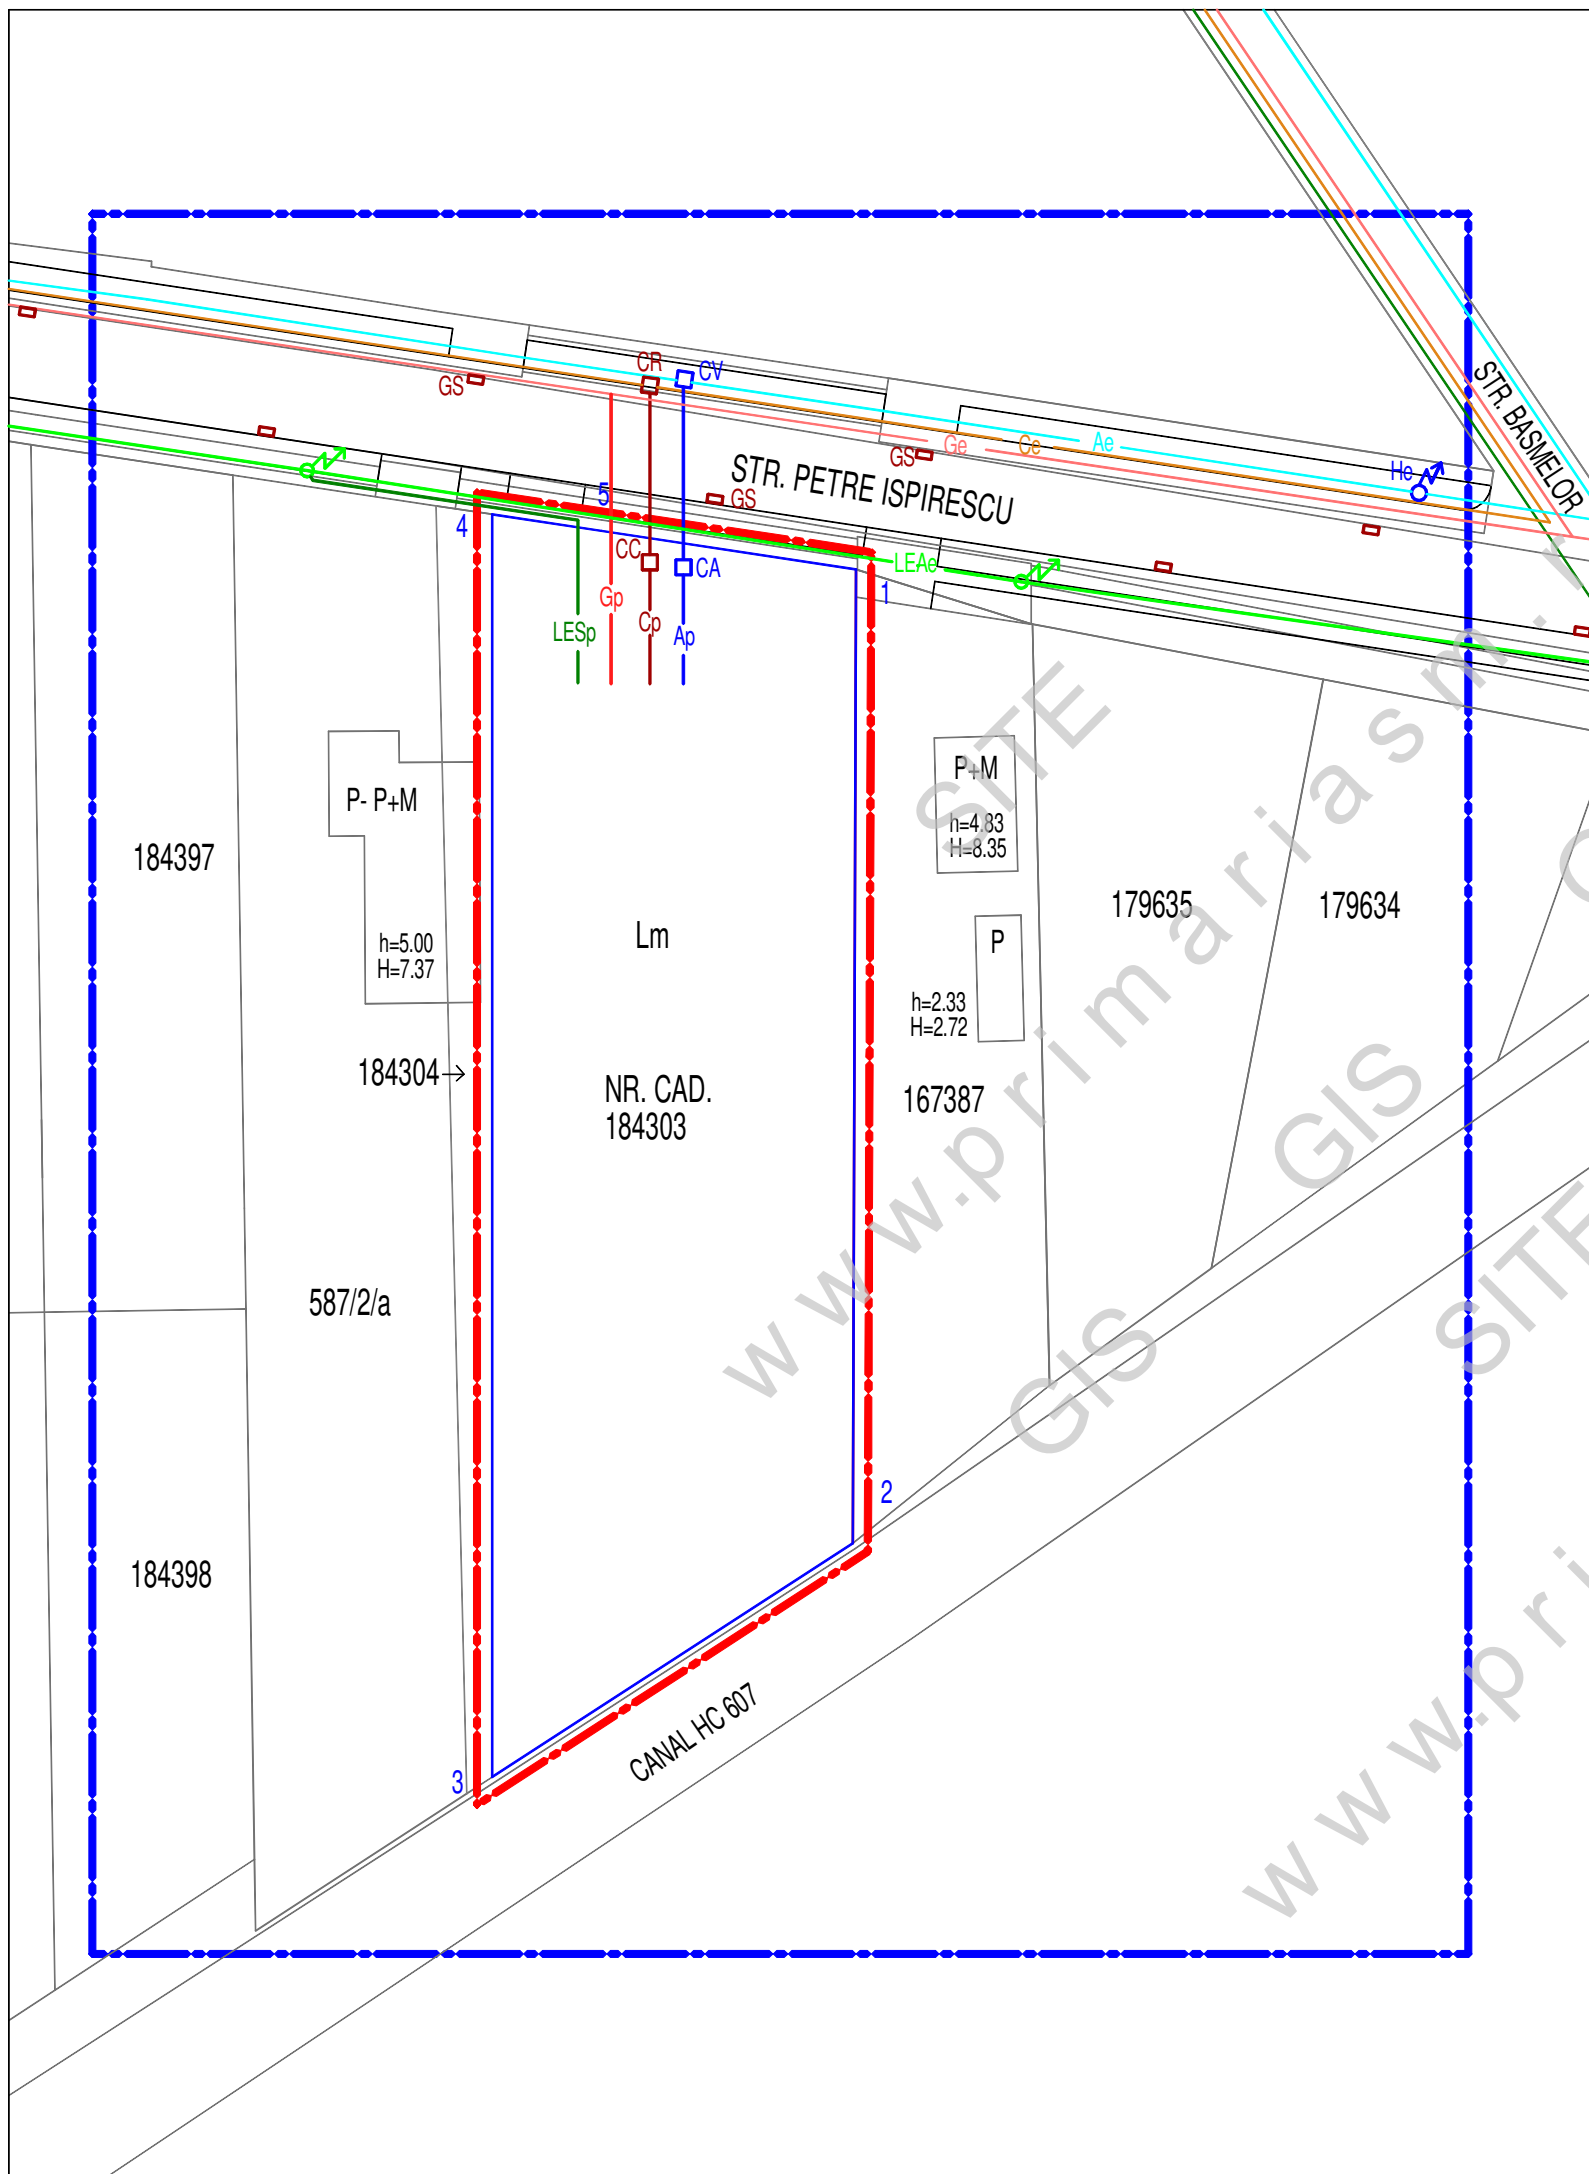 STR. BASMELOR
CR
CV
GS
Ge
Ce
Ae
He
GS
STR. PETRE ISPIRESCU
GS
5
4
CC
CA
LEAe
1
Gp
LESp
Cp
Ap
SITE
P+M
h=4.83
H=8.35
P- P+M
184397
179635
179634
Lm
P
h=5.00
H=7.37
h=2.33
H=2.72
184304
NR. CAD.
184303
167387
GIS
www.primariasm.r
587/2/a
SITE
GIS
2
184398
CANAL HC 607
3
www.pri